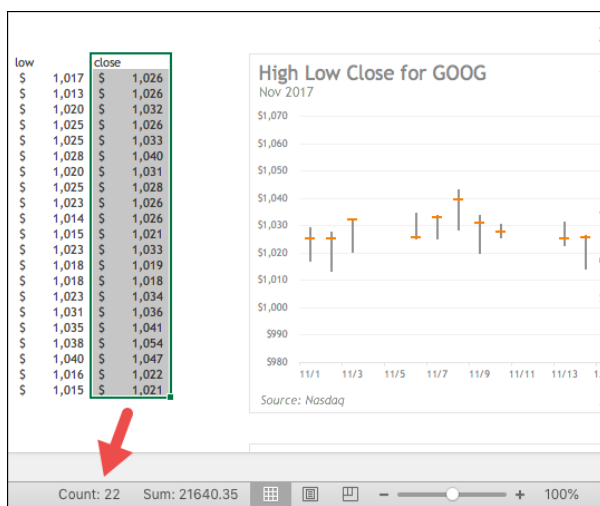 low close
$ 1,017 $ 1,026
$ 1,013 $ 1,026
$ 1,020 $ 1,032
$ 1,025 $ 1,026
$ 1,025 $ 1,033
$ 1,028 $ 1,040
$ 1,020 $ 1,031
$ 1,025 $ 1,028
$ 1,023 $ 1,026
$ 1,014 $ 1,026
$ 1,015 $ 1,021
$ 1,023 $ 1,033
$ 1,018 $ 1,019
$ 1,018 $ 1,018
$ 1,023 $ 1,034
$ 1,031 $ 1,036
$ 1,035 $ 1,041
$ 1,038 $ 1,054
$ 1,040 $ 1,047
$ 1,016 $ 1,022
$ 1,015 $ 1,021
High Low Close for GOOG
Nov 2017
$1,070
$1,060
$1,050
$1,040
$1,030
$1,020
$1,010
$1,000
$990
$980
11/1 11/3 11/5 11/7 11/9 11/11 11/13
Source: Nasdaq
Count: 22 Sum: 21640.35 100%